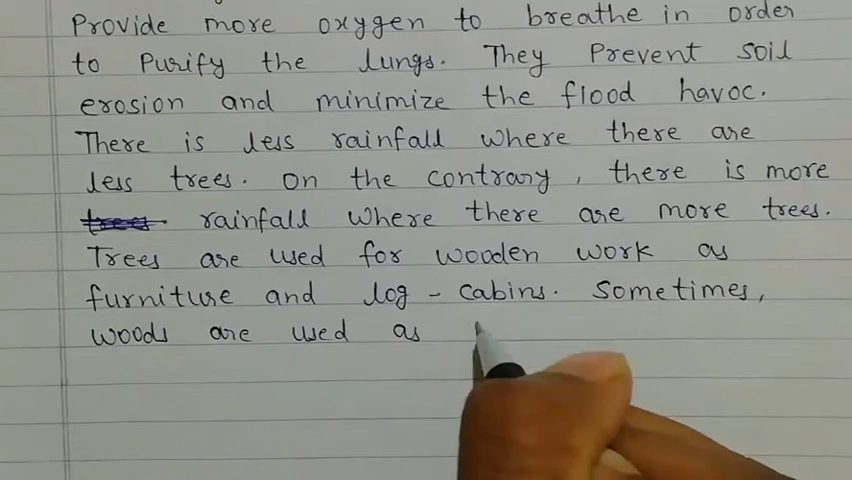 Provide more oxygen to breathe in order
to purify the lungs. They prevent soil
erosion and minimize the flood havoc.
There is less rainfall where there are
less trees. On the contrary, there is more
rainfall where there are more trees.
Trees are used for wooden work as
furniture and log - cabins. Sometimes,
woods are used as